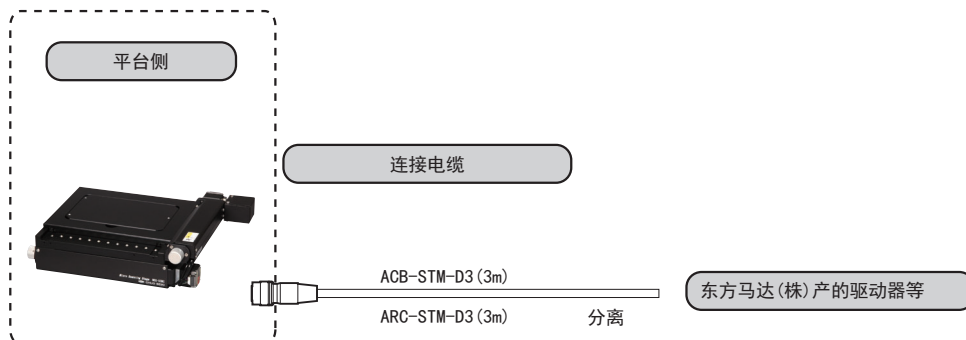 平台侧
连接电缆
ACB-STM-D3(3m)
ARC-STM-D3(3m)
分离
东方马达(株)产的驱动器等